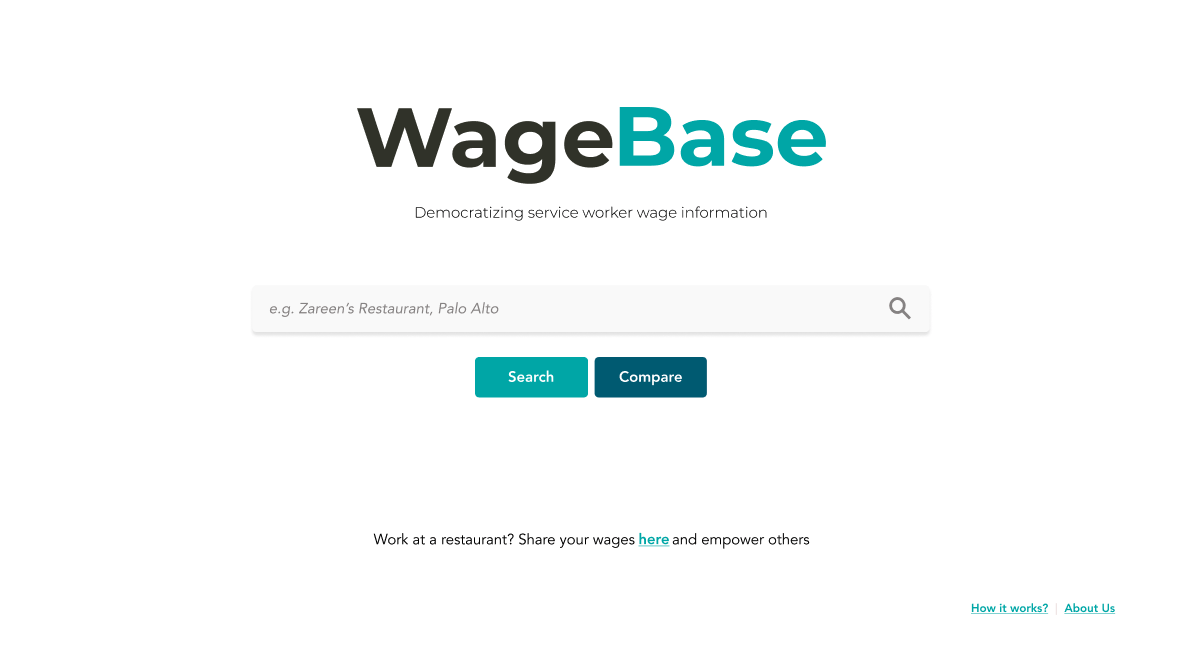 WageBase
Democratizing service worker wage information
e.g. Zareen's Restaurant, Palo Alto
Search
Compare
Work at a restaurant? Share your wages here and empower others
How it works? | About Us